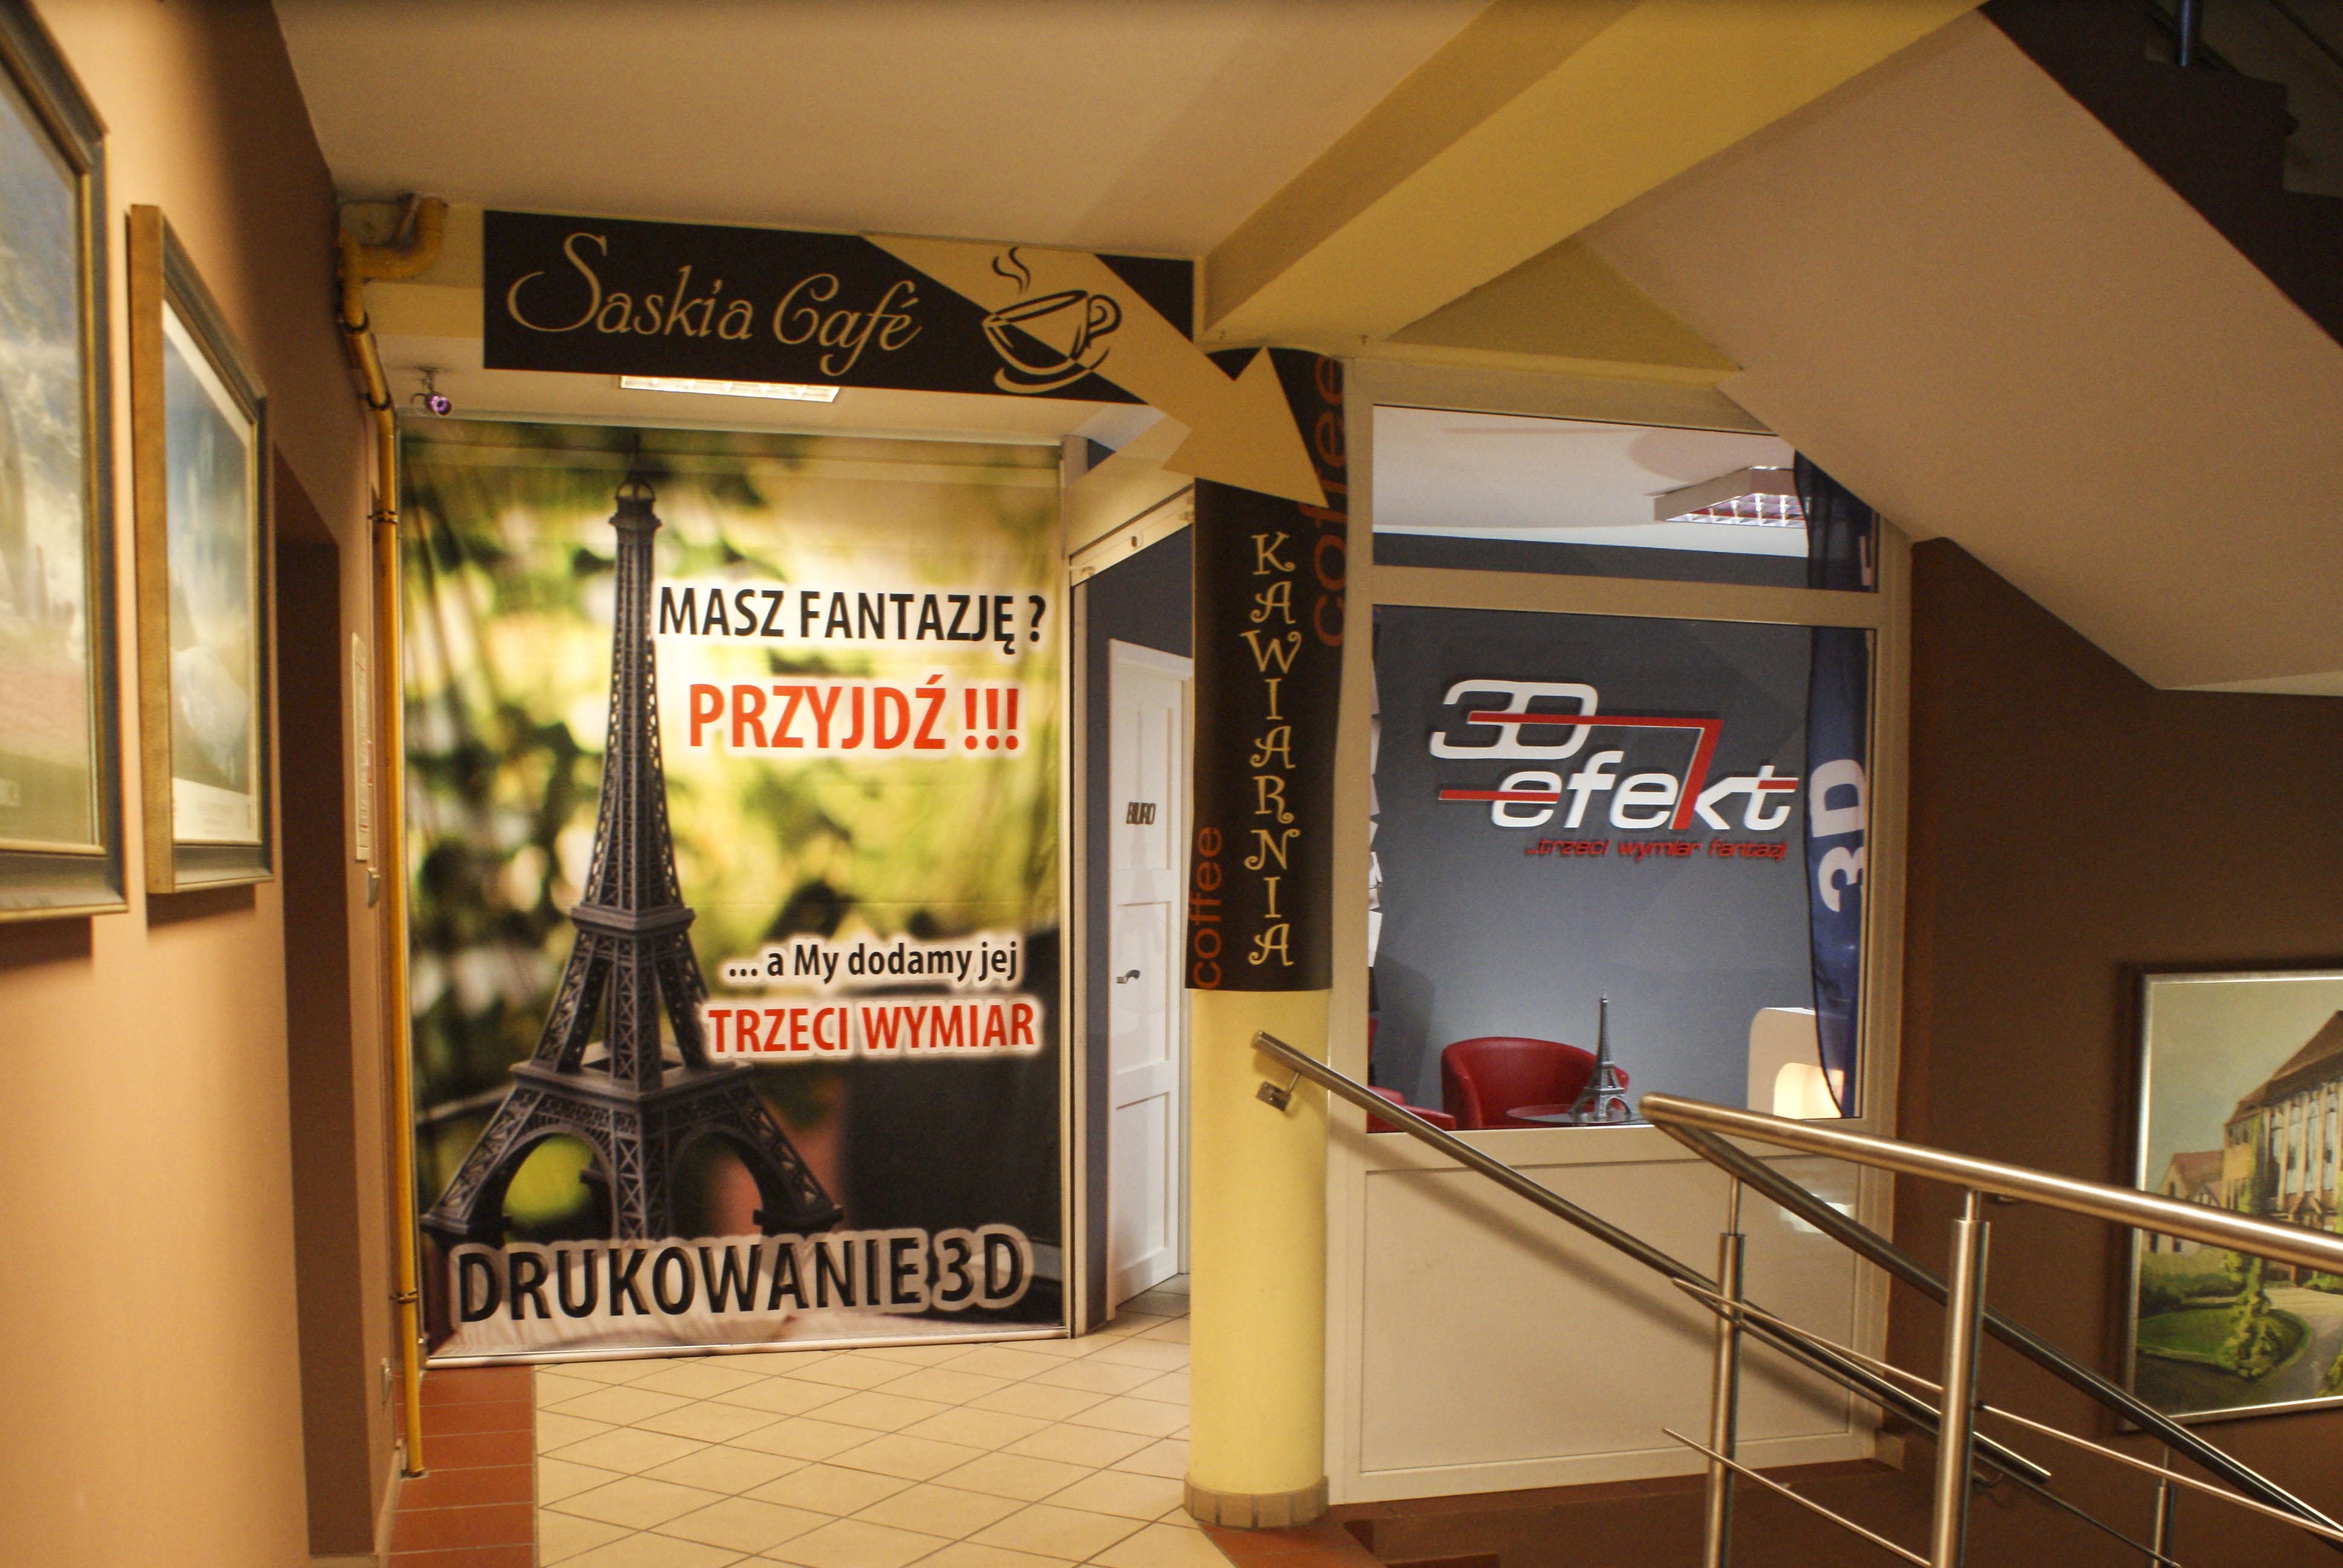 Saskia Café
coffee
KAWIARNIA
coffee
MASZ FANTAZJĘ ?
PRZYJDŹ !!!
... a My dodamy jej
TRZECI WYMIAR
DRUKOWANIE 3D
BIURO
3D
efekt
...trzeci wymiar fantazji
3D